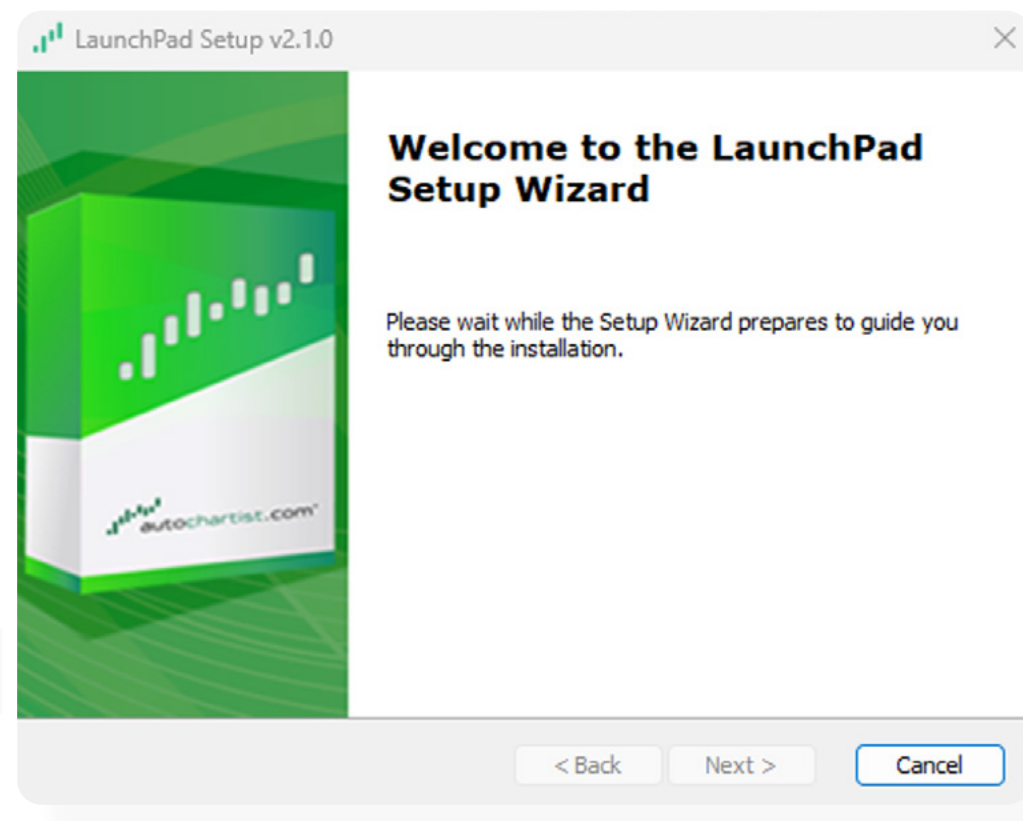 LaunchPad Setup v2.1.0
Welcome to the LaunchPad
Setup Wizard
Please wait while the Setup Wizard prepares to guide you
through the installation.
autochartist.com
< Back
Next >
Cancel